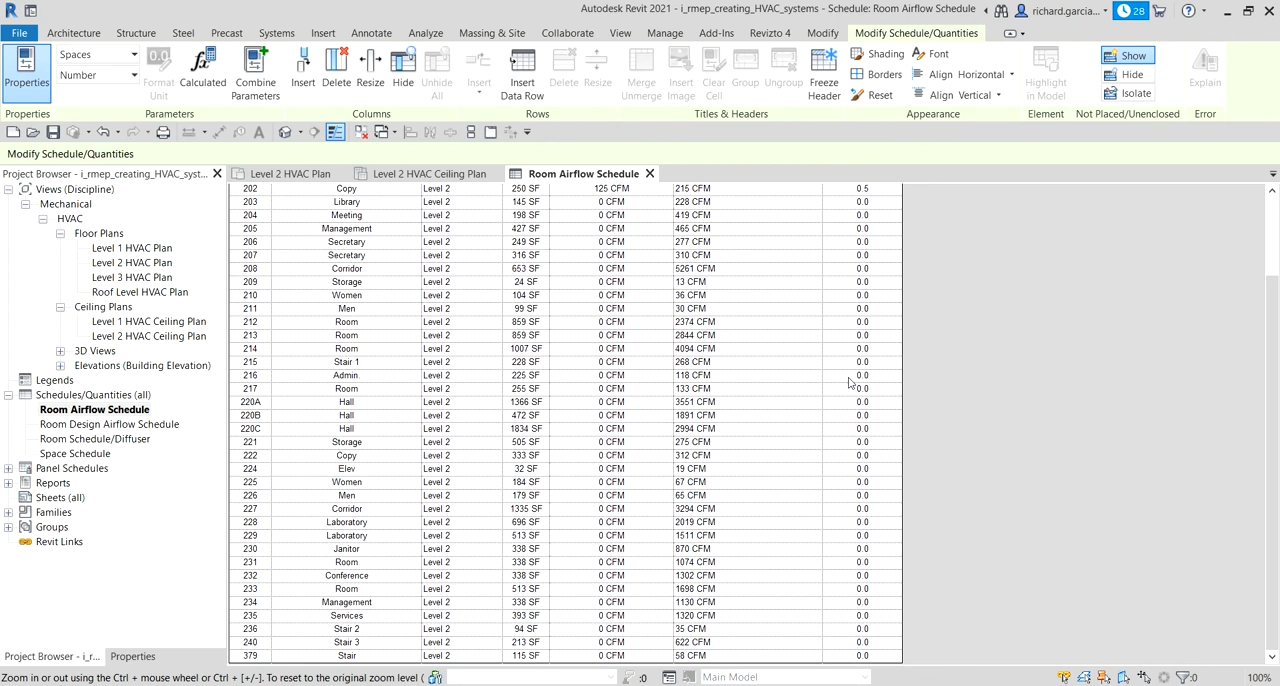 Autodesk Revit 2021 - i_rmep_creating_HVAC_systems - Schedule: Room Airflow Schedule
richard.garcia...
28
File Architecture Structure Steel Precast Systems Insert Annotate Analyze Massing & Site Collaborate View Manage Add-Ins Revizto 4 Modify Modify Schedule/Quantities
Properties
Spaces
Number
0.0
Format Unit
Calculated
Combine Parameters
Insert Delete Resize Hide Unhide All
Insert
Insert Data Row
Delete Resize
Merge Unmerge
Insert Image
Clear Cell
Group Ungroup
Freeze Header
Shading
Borders
Reset
Font
Align Horizontal
Align Vertical
Highlight in Model
Show
Hide
Isolate
Explain
Properties Parameters Columns Rows Titles & Headers Appearance Element Not Placed/Unenclosed Error
Modify Schedule/Quantities
Project Browser - i_rmep_creating_HVAC_syst...
Level 2 HVAC Plan Level 2 HVAC Ceiling Plan Room Airflow Schedule
Views (Discipline)
Mechanical
HVAC
Floor Plans
Level 1 HVAC Plan
Level 2 HVAC Plan
Level 3 HVAC Plan
Roof Level HVAC Plan
Ceiling Plans
Level 1 HVAC Ceiling Plan
Level 2 HVAC Ceiling Plan
3D Views
Elevations (Building Elevation)
Legends
Schedules/Quantities (all)
Room Airflow Schedule
Room Design Airflow Schedule
Room Schedule/Diffuser
Space Schedule
Panel Schedules
Reports
Sheets (all)
Families
Groups
Revit Links
202 Copy Level 2 250 SF 125 CFM 215 CFM 0.5
203 Library Level 2 145 SF 0 CFM 228 CFM 0.0
204 Meeting Level 2 198 SF 0 CFM 419 CFM 0.0
205 Management Level 2 427 SF 0 CFM 465 CFM 0.0
206 Secretary Level 2 249 SF 0 CFM 277 CFM 0.0
207 Secretary Level 2 316 SF 0 CFM 310 CFM 0.0
208 Corridor Level 2 653 SF 0 CFM 5261 CFM 0.0
209 Storage Level 2 24 SF 0 CFM 13 CFM 0.0
210 Women Level 2 104 SF 0 CFM 36 CFM 0.0
211 Men Level 2 99 SF 0 CFM 30 CFM 0.0
212 Room Level 2 859 SF 0 CFM 2374 CFM 0.0
213 Room Level 2 859 SF 0 CFM 2844 CFM 0.0
214 Room Level 2 1007 SF 0 CFM 4094 CFM 0.0
215 Stair 1 Level 2 228 SF 0 CFM 268 CFM 0.0
216 Admin. Level 2 225 SF 0 CFM 118 CFM 0.0
217 Room Level 2 255 SF 0 CFM 133 CFM 0.0
220A Hall Level 2 1366 SF 0 CFM 3551 CFM 0.0
220B Hall Level 2 472 SF 0 CFM 1891 CFM 0.0
220C Hall Level 2 1834 SF 0 CFM 2994 CFM 0.0
221 Storage Level 2 505 SF 0 CFM 275 CFM 0.0
222 Copy Level 2 333 SF 0 CFM 312 CFM 0.0
224 Elev Level 2 32 SF 0 CFM 19 CFM 0.0
225 Women Level 2 184 SF 0 CFM 67 CFM 0.0
226 Men Level 2 179 SF 0 CFM 65 CFM 0.0
227 Corridor Level 2 1335 SF 0 CFM 3294 CFM 0.0
228 Laboratory Level 2 696 SF 0 CFM 2019 CFM 0.0
229 Laboratory Level 2 513 SF 0 CFM 1511 CFM 0.0
230 Janitor Level 2 338 SF 0 CFM 870 CFM 0.0
231 Room Level 2 338 SF 0 CFM 1074 CFM 0.0
232 Conference Level 2 338 SF 0 CFM 1302 CFM 0.0
233 Room Level 2 513 SF 0 CFM 1698 CFM 0.0
234 Management Level 2 338 SF 0 CFM 1130 CFM 0.0
235 Services Level 2 393 SF 0 CFM 1320 CFM 0.0
236 Stair 2 Level 2 94 SF 0 CFM 35 CFM 0.0
240 Stair 3 Level 2 213 SF 0 CFM 622 CFM 0.0
379 Stair Level 2 115 SF 0 CFM 58 CFM 0.0
Project Browser - i_r... Properties
Zoom in or out using the Ctrl + mouse wheel or Ctrl + [+/-]. To reset to the original zoom level (
:0
Main Model
:0
100%